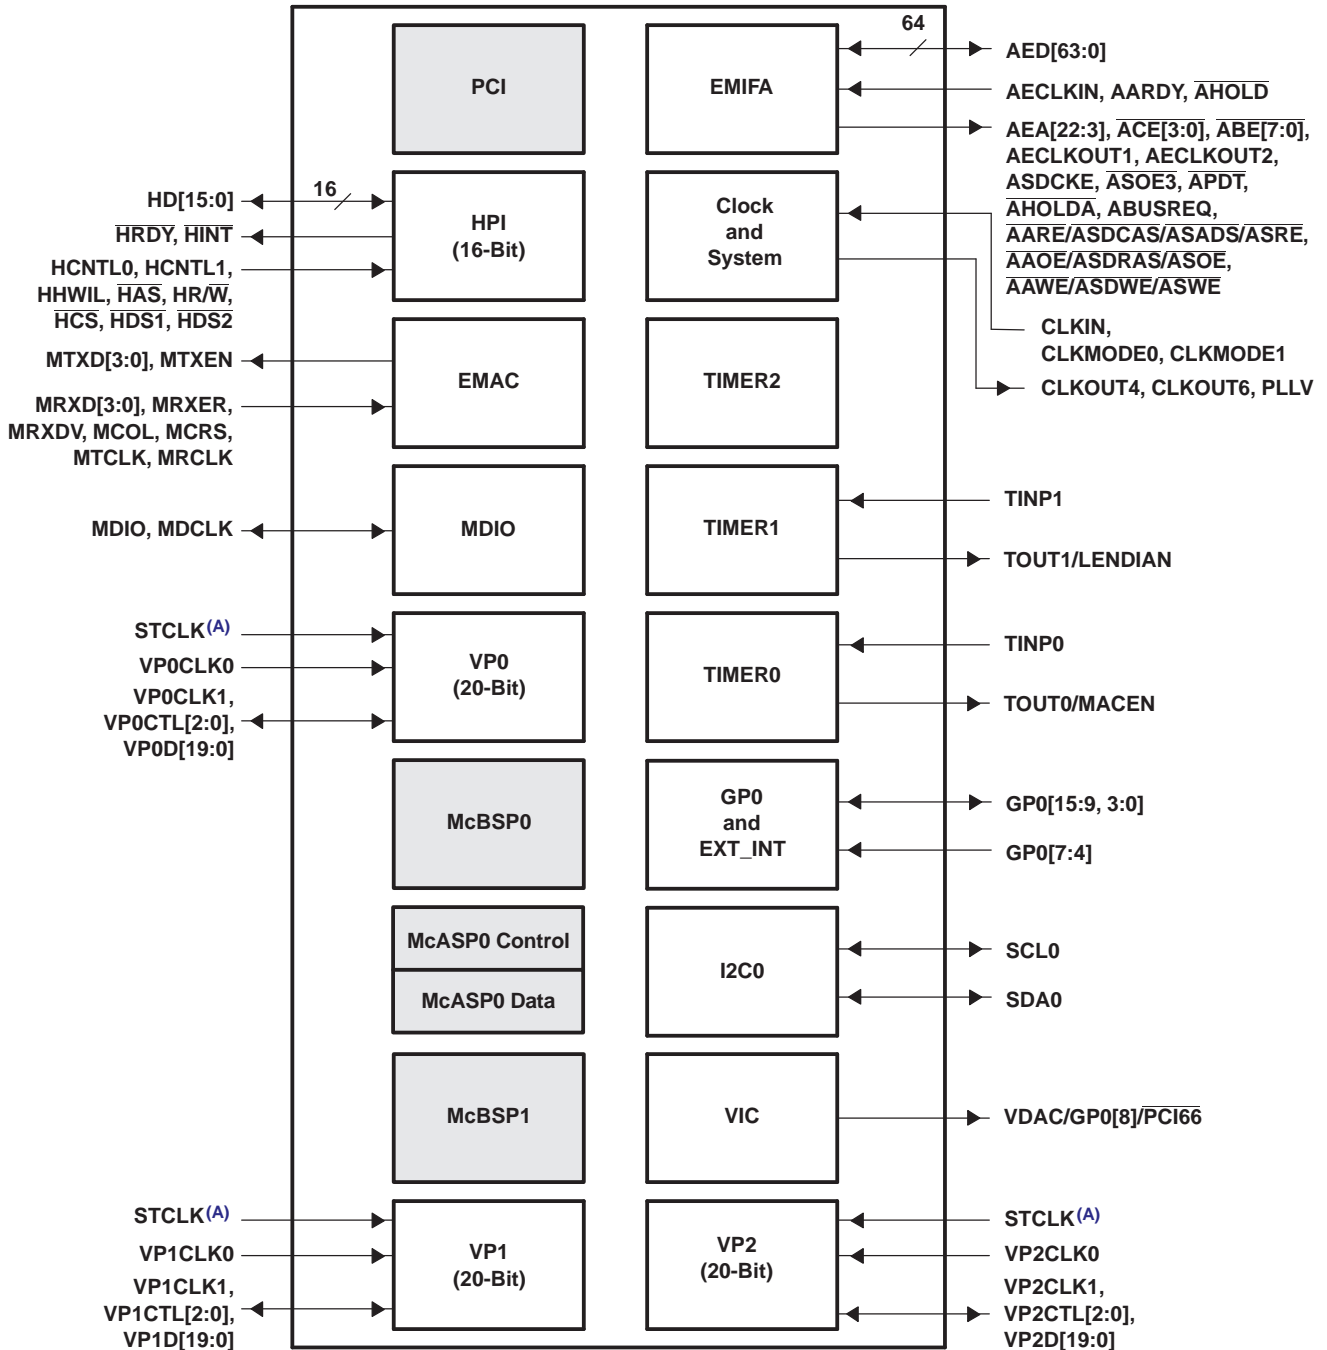 64
AED[63:0]
PCI
EMIFA
AECLKIN, AARDY, AHOLD
AEA[22:3], ACE[3:0], ABE[7:0],
AECLKOUT1, AECLKOUT2,
ASDCKE, ASOE3, APDT,
AHOLDA, ABUSREQ,
AARE/ASDCAS/ASADS/ASRE,
AAOE/ASDRAS/ASOE,
AAWE/ASDWE/ASWE
HD[15:0]
16
HRDY, HINT
HCNTL0, HCNTL1,
HHWIL, HAS, HR/W,
HCS, HDS1, HDS2
HPI
(16-Bit)
Clock
and
System
CLKIN,
CLKMODE0, CLKMODE1
CLKOUT4, CLKOUT6, PLLV
MTXD[3:0], MTXEN
MRXD[3:0], MRXER,
MRXDV, MCOL, MCRS,
MTCLK, MRCLK
EMAC
TIMER2
MDIO, MDCLK
MDIO
TIMER1
TINP1
TOUT1/LENDIAN
STCLK(A)
VP0CLK0
VP0CLK1,
VP0CTL[2:0],
VP0D[19:0]
VP0
(20-Bit)
TIMER0
TINP0
TOUT0/MACEN
McBSP0
GP0
and
EXT_INT
GP0[15:9, 3:0]
GP0[7:4]
McASP0 Control
McASP0 Data
I2C0
SCL0
SDA0
McBSP1
VIC
VDAC/GP0[8]/PCI66
STCLK(A)
VP1CLK0
VP1CLK1,
VP1CTL[2:0],
VP1D[19:0]
VP1
(20-Bit)
VP2
(20-Bit)
STCLK(A)
VP2CLK0
VP2CLK1,
VP2CTL[2:0],
VP2D[19:0]